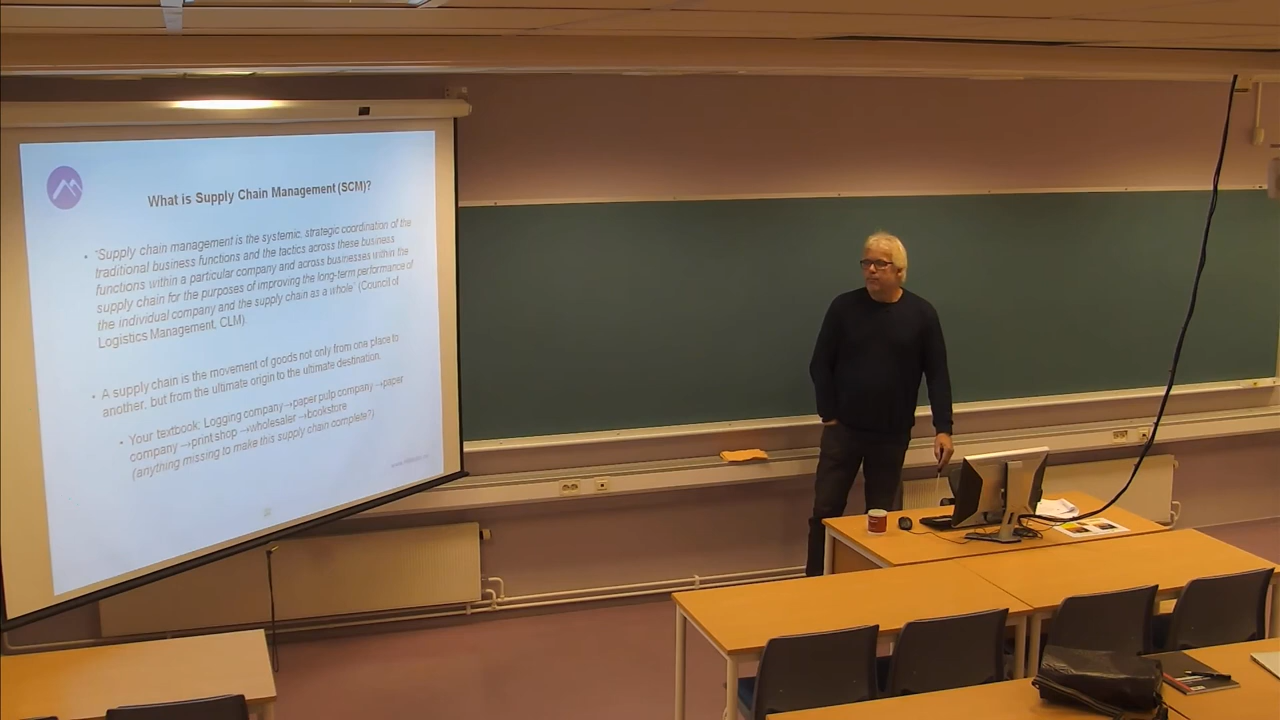 What is Supply Chain Management (SCM)?
• "Supply chain management is the systemic, strategic coordination of the
traditional business functions and the tactics across these business
functions within a particular company and across businesses within the
supply chain for the purposes of improving the long-term performance of
the individual company and the supply chain as a whole" (Council of
Logistics Management, CLM).
• A supply chain is the movement of goods not only from one place to
another, but from the ultimate origin to the ultimate destination.
• Your textbook: Logging company→paper pulp company→paper
company→print shop→wholesaler→bookstore
(anything missing to make this supply chain complete?)